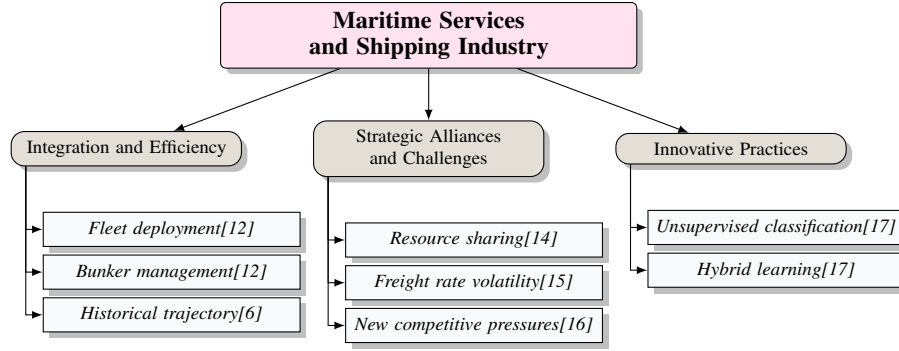 Maritime Services
and Shipping Industry
Integration and Efficiency
Fleet deployment[12]
Bunker management[12]
Historical trajectory[6]
Strategic Alliances
and Challenges
Resource sharing[14]
Freight rate volatility[15]
New competitive pressures[16]
Innovative Practices
Unsupervised classification[17]
Hybrid learning[17]